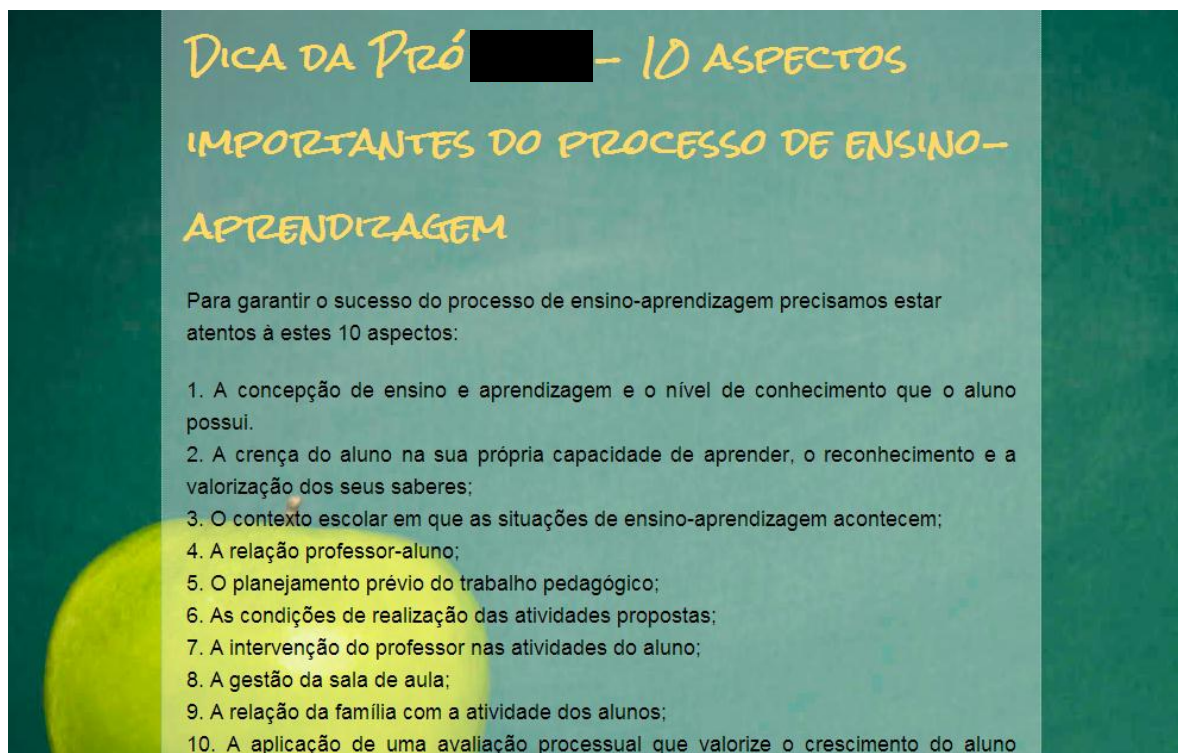 Dica da Pró - 10 aspectos
importantes do processo de ensino-
aprendizagem
Para garantir o sucesso do processo de ensino-aprendizagem precisamos estar
atentos à estes 10 aspectos:
1. A concepção de ensino e aprendizagem e o nível de conhecimento que o aluno
possui.
2. A crença do aluno na sua própria capacidade de aprender, o reconhecimento e a
valorização dos seus saberes;
3. O contexto escolar em que as situações de ensino-aprendizagem acontecem;
4. A relação professor-aluno;
5. O planejamento prévio do trabalho pedagógico;
6. As condições de realização das atividades propostas;
7. A intervenção do professor nas atividades do aluno;
8. A gestão da sala de aula;
9. A relação da família com a atividade dos alunos;
10. A aplicação de uma avaliação processual que valorize o crescimento do aluno